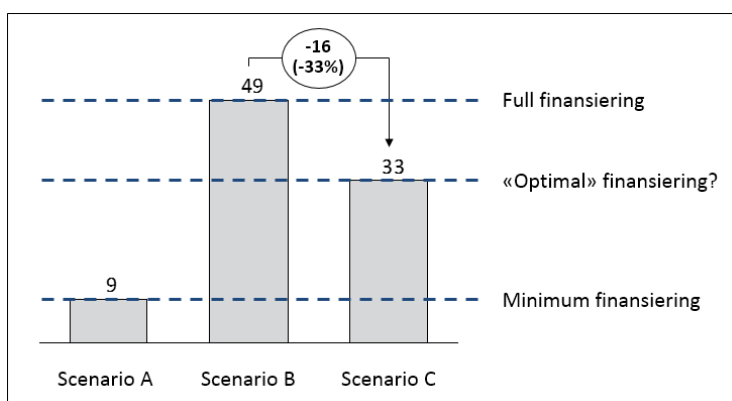 -16
(-33%)
49
Full finansiering
33
«Optimal» finansiering?
9
Minimum finansiering
Scenario A
Scenario B
Scenario C